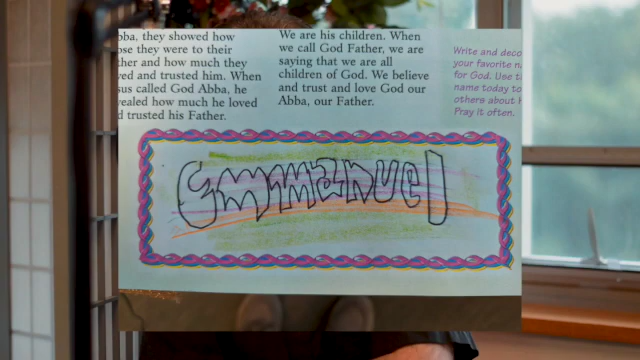 bba, they showed how
ose they were to their
ther and how much they
ved and trusted him. When
sus called God Abba, he
vealed how much he loved
d trusted his Father.
We are his children. When
we call God Father, we are
saying that we are all
children of God. We believe
and trust and love God our
Abba, our Father.
Write and deco
your favorite n
for God. Use t
name today to
others about h
Pray it often.
Emmanuel